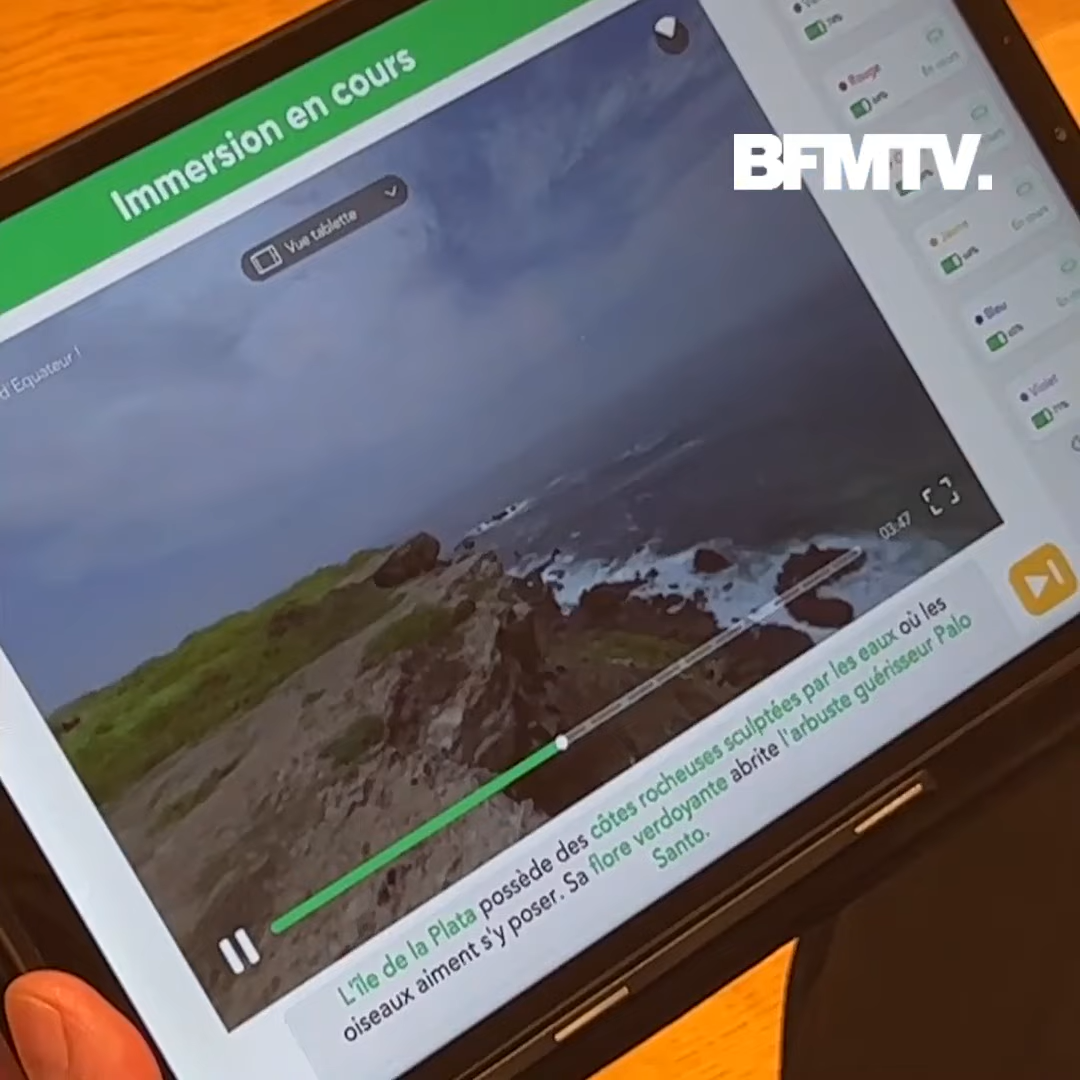 Immersion en cours
BFMTV.
Vue tablette
d'Equateur !
Rouge
En cours
Jaune
En cours
Bleu
Violet
03:47
L'île de la Plata possède des côtes rocheuses sculptées par les eaux où les
oiseaux aiment s'y poser. Sa flore verdoyante abrite l'arbuste guérisseur Palo
Santo.